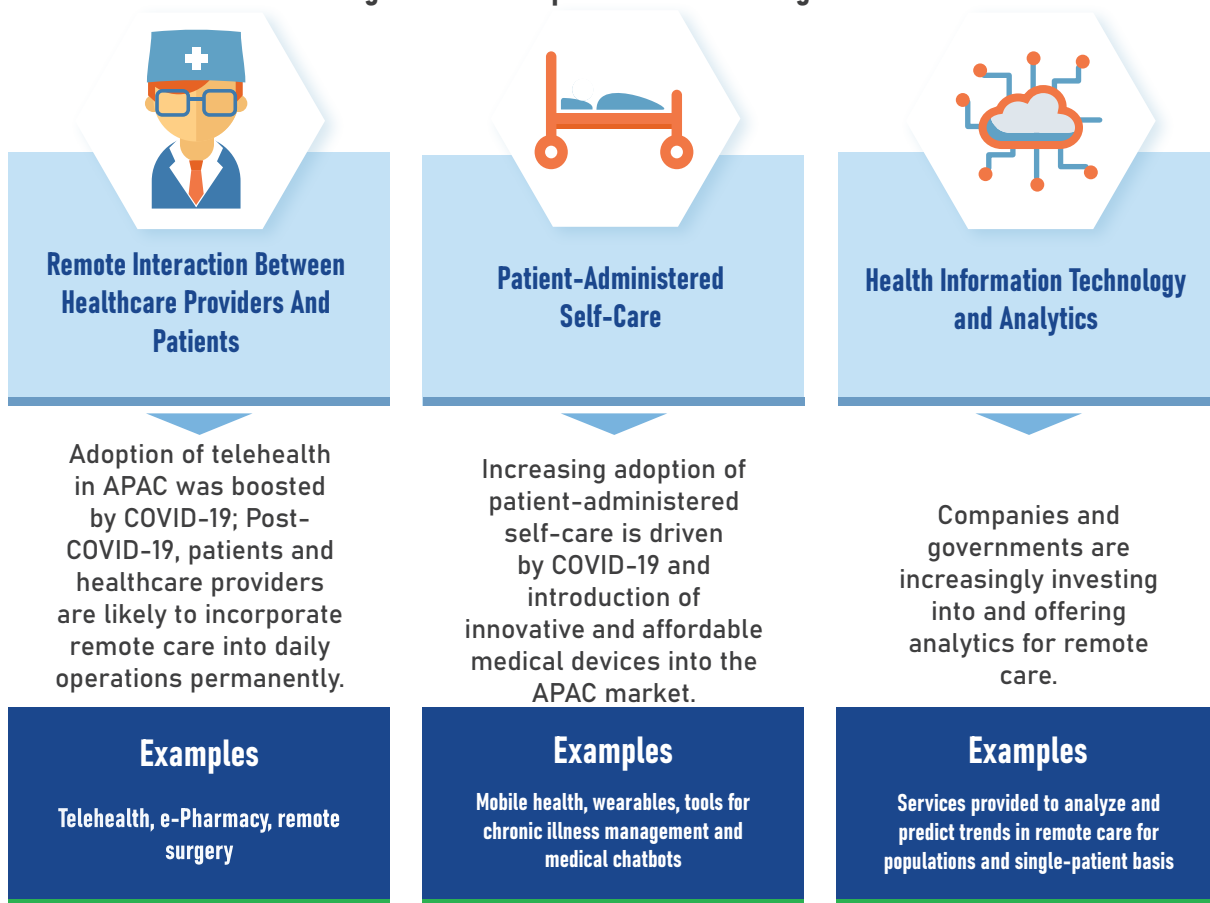 Remote Interaction Between
Healthcare Providers And
Patients
Adoption of telehealth
in APAC was boosted
by COVID-19; Post-
COVID-19, patients and
healthcare providers
are likely to incorporate
remote care into daily
operations permanently.
Examples
Telehealth, e-Pharmacy, remote
surgery
Patient-Administered
Self-Care
Increasing adoption of
patient-administered
self-care is driven
by COVID-19 and
introduction of
innovative and affordable
medical devices into the
APAC market.
Examples
Mobile health, wearables, tools for
chronic illness management and
medical chatbots
Health Information Technology
and Analytics
Companies and
governments are
increasingly investing
into and offering
analytics for remote
care.
Examples
Services provided to analyze and
predict trends in remote care for
populations and single-patient basis